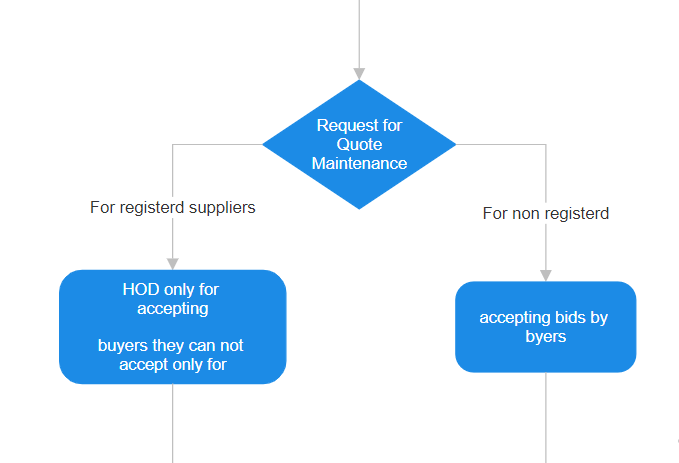 Request for
Quote
Maintenance
For registerd suppliers
For non registerd
HOD only for
accepting
buyers they can not
accept only for
accepting bids by
byers